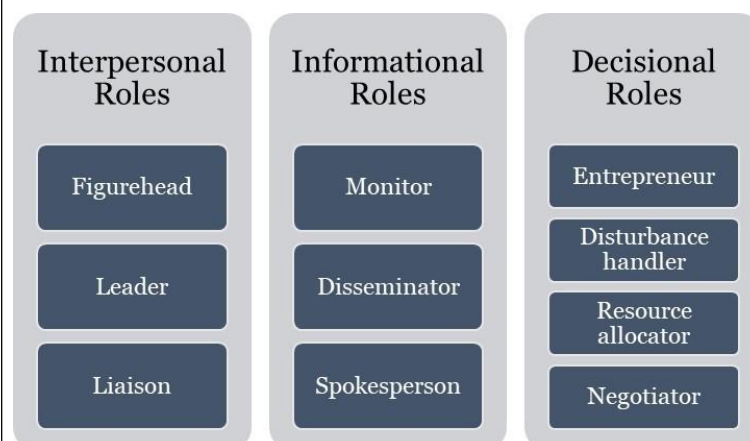 Interpersonal
Roles
Figurehead
Leader
Liaison
Informational
Roles
Monitor
Disseminator
Spokesperson
Decisional
Roles
Entrepreneur
Disturbance
handler
Resource
allocator
Negotiator